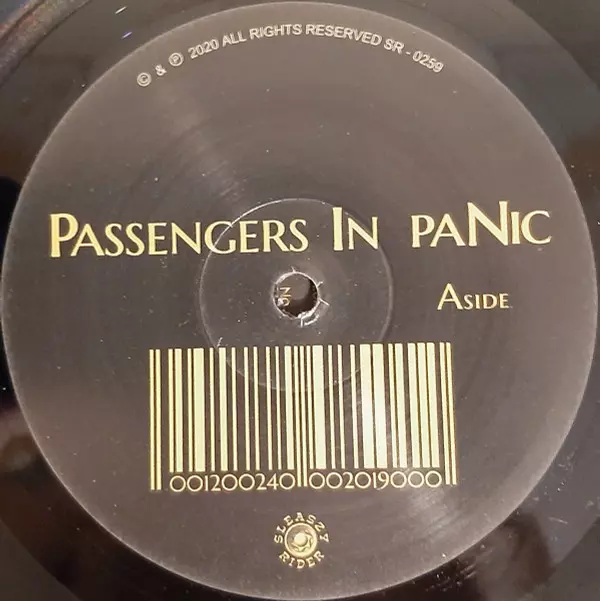 © & ℗ 2020 ALL RIGHTS RESERVED SR - 0259
PASSENGERS IN PANIC
ASIDE
001200240 002019000
SLEASZY
RIDER